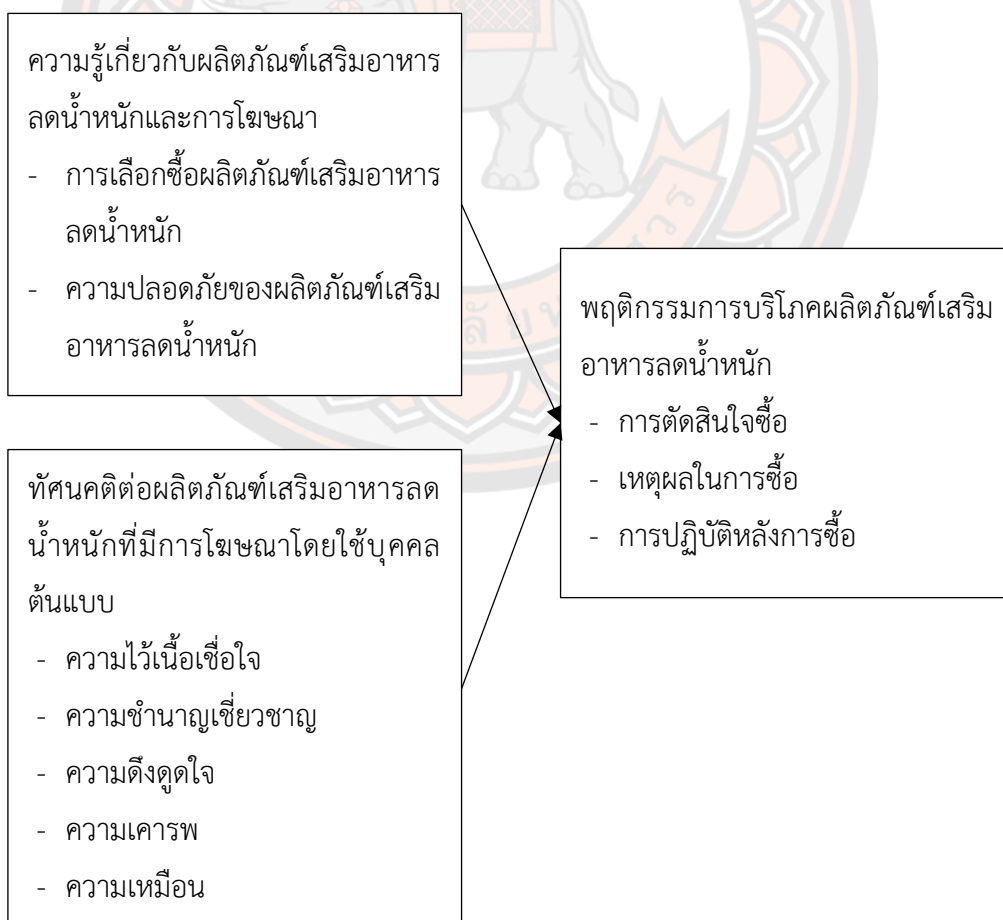 ความรู้เกี่ยวกับผลิตภัณฑ์เสริมอาหาร
ลดน้ำหนักและการโฆษณา
- การเลือกซื้อผลิตภัณฑ์เสริมอาหาร
ลดน้ำหนัก
- ความปลอดภัยของผลิตภัณฑ์เสริม
อาหารลดน้ำหนัก
ทัศนคติต่อผลิตภัณฑ์เสริมอาหารลด
น้ำหนักที่มีการโฆษณาโดยใช้บุคคล
ต้นแบบ
- ความไว้เนื้อเชื่อใจ
- ความชำนาญเชี่ยวชาญ
- ความดึงดูดใจ
- ความเคารพ
- ความเหมือน
พฤติกรรมการบริโภคผลิตภัณฑ์เสริม
อาหารลดน้ำหนัก
- การตัดสินใจซื้อ
- เหตุผลในการซื้อ
- การปฏิบัติหลังการซื้อ